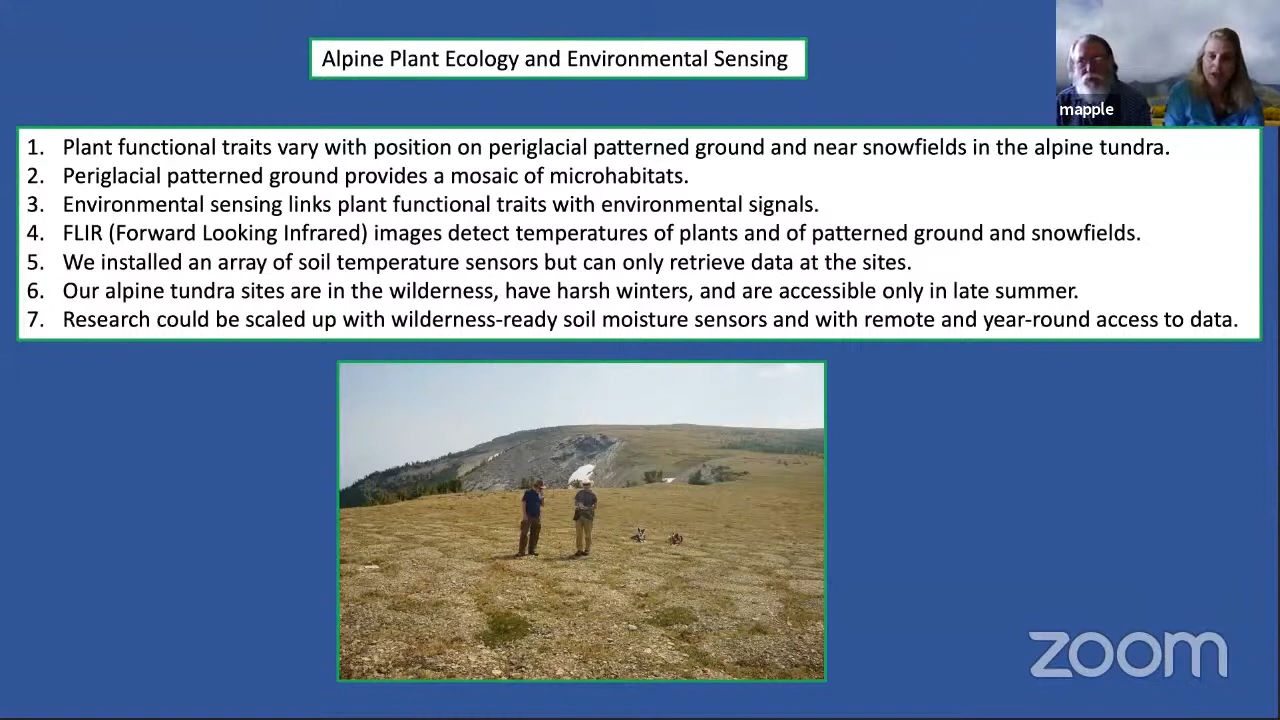 Alpine Plant Ecology and Environmental Sensing
mapple
1. Plant functional traits vary with position on periglacial patterned ground and near snowfields in the alpine tundra.
2. Periglacial patterned ground provides a mosaic of microhabitats.
3. Environmental sensing links plant functional traits with environmental signals.
4. FLIR (Forward Looking Infrared) images detect temperatures of plants and of patterned ground and snowfields.
5. We installed an array of soil temperature sensors but can only retrieve data at the sites.
6. Our alpine tundra sites are in the wilderness, have harsh winters, and are accessible only in late summer.
7. Research could be scaled up with wilderness-ready soil moisture sensors and with remote and year-round access to data.
zoom